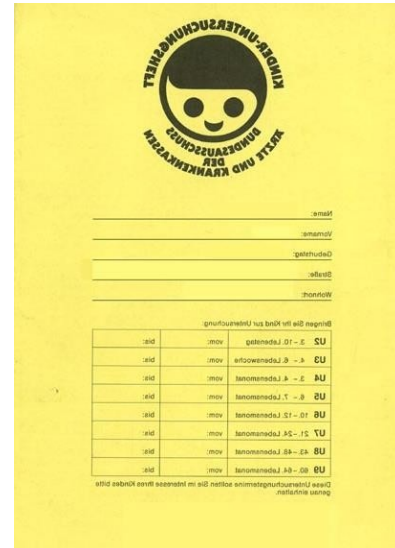 KINDER-UNTERSUCHUNGSHEFT
BUNDESAUSSCHUSS
DER
ÄRZTE UND KRANKENKASSEN
Name:
Vorname:
Geburtstag:
Straße:
Wohnort:
Bringen Sie Ihr Kind zur Untersuchung:
U2 3.–10. Lebenstag vom: bis:
U3 4.– 6. Lebenswoche vom: bis:
U4 3.– 4. Lebensmonat vom: bis:
U5 6.– 7. Lebensmonat vom: bis:
U6 10.–12. Lebensmonat vom: bis:
U7 21.–24. Lebensmonat vom: bis:
U8 43.–48. Lebensmonat vom: bis:
U9 60.–64. Lebensmonat vom: bis:
Diese Untersuchungstermine sollten Sie im Interesse Ihres Kindes bitte
genau einhalten.